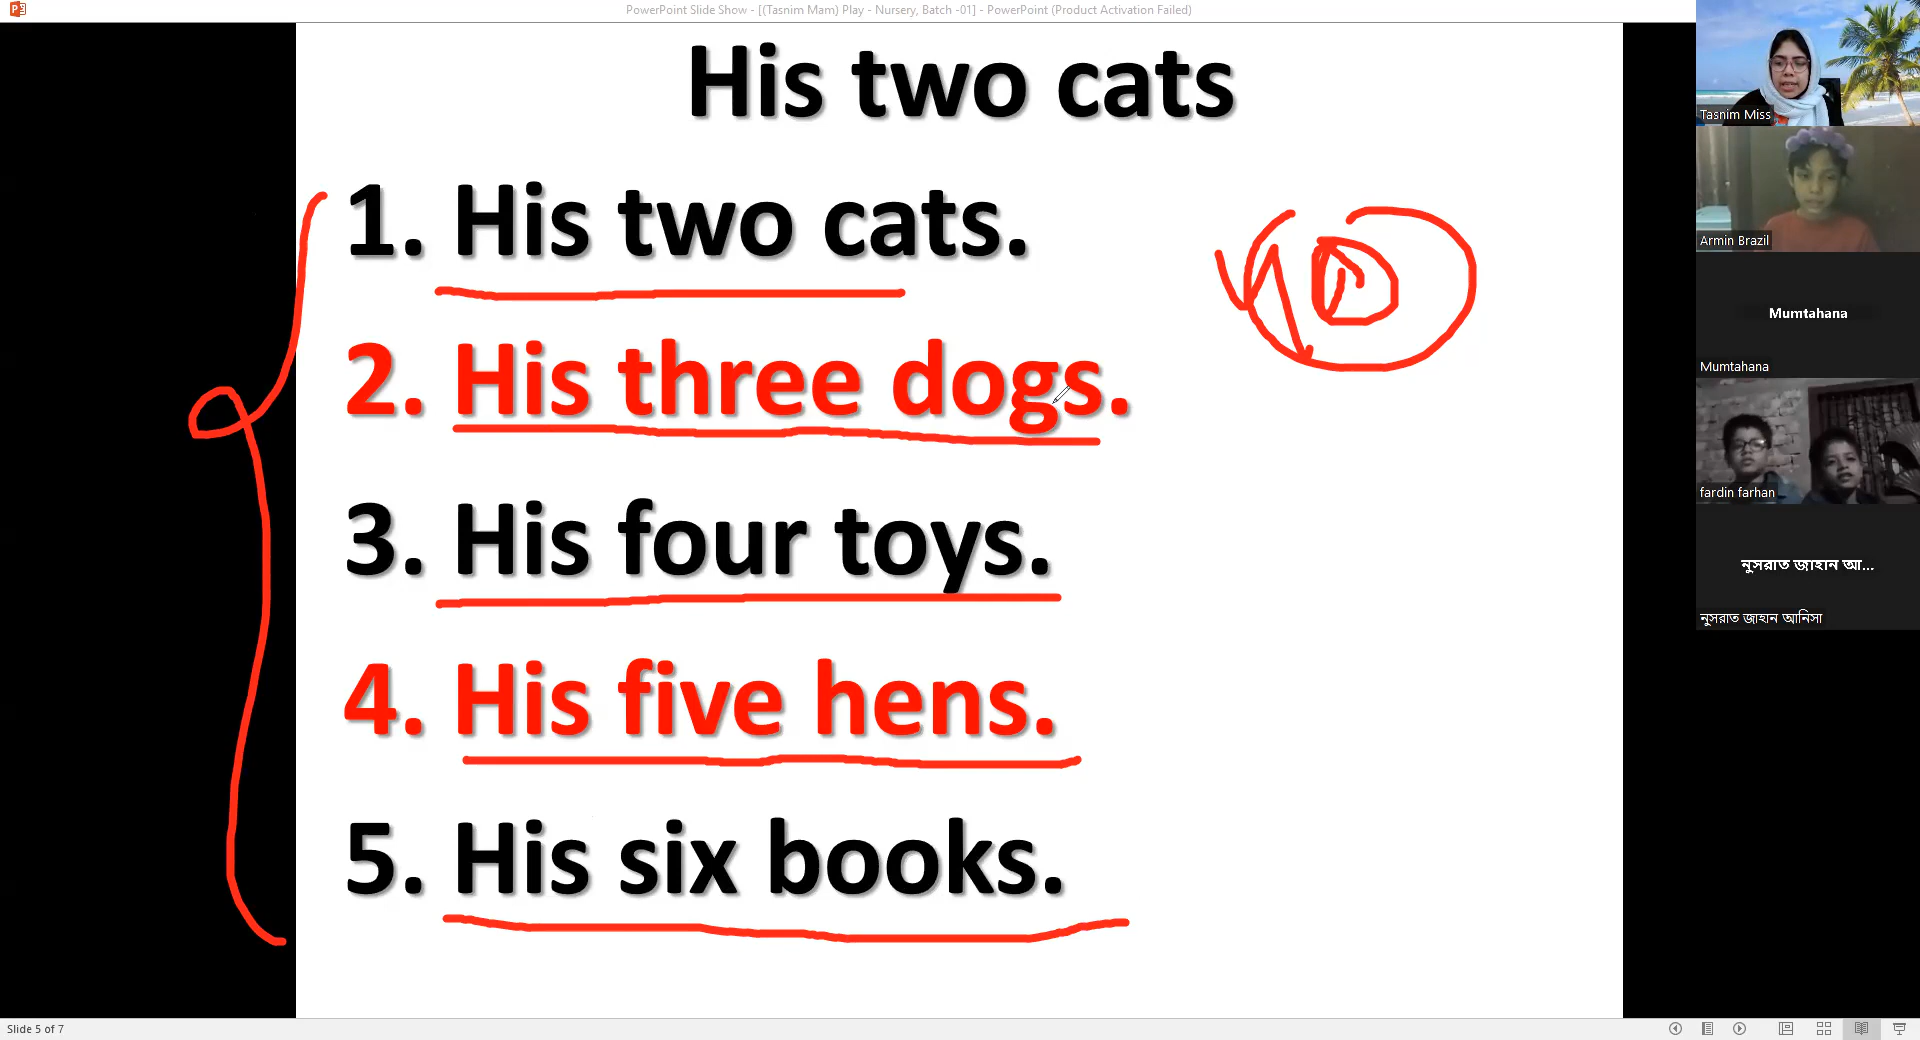 PowerPoint Slide Show - [(Tasnim Mam) Play - Nursery, Batch -01] - PowerPoint (Product Activation Failed)
His two cats
1. His two cats.
2. His three dogs.
3. His four toys.
4. His five hens.
5. His six books.
Tasnim Miss
Armin Brazil
Mumtahana
Mumtahana
fardin farhan
নুসরাত জাহান আ...
নুসরাত জাহান আনিসা
Slide 5 of 7